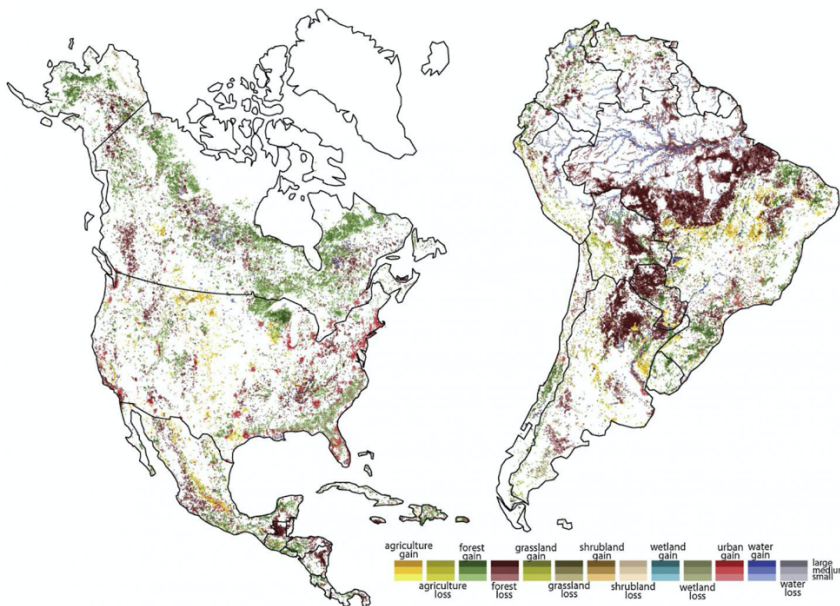 agriculture gain
forest gain
grassland gain
shrubland gain
wetland gain
urban gain
water gain
large
medium
small
agriculture loss
forest loss
grassland loss
shrubland loss
wetland loss
water loss